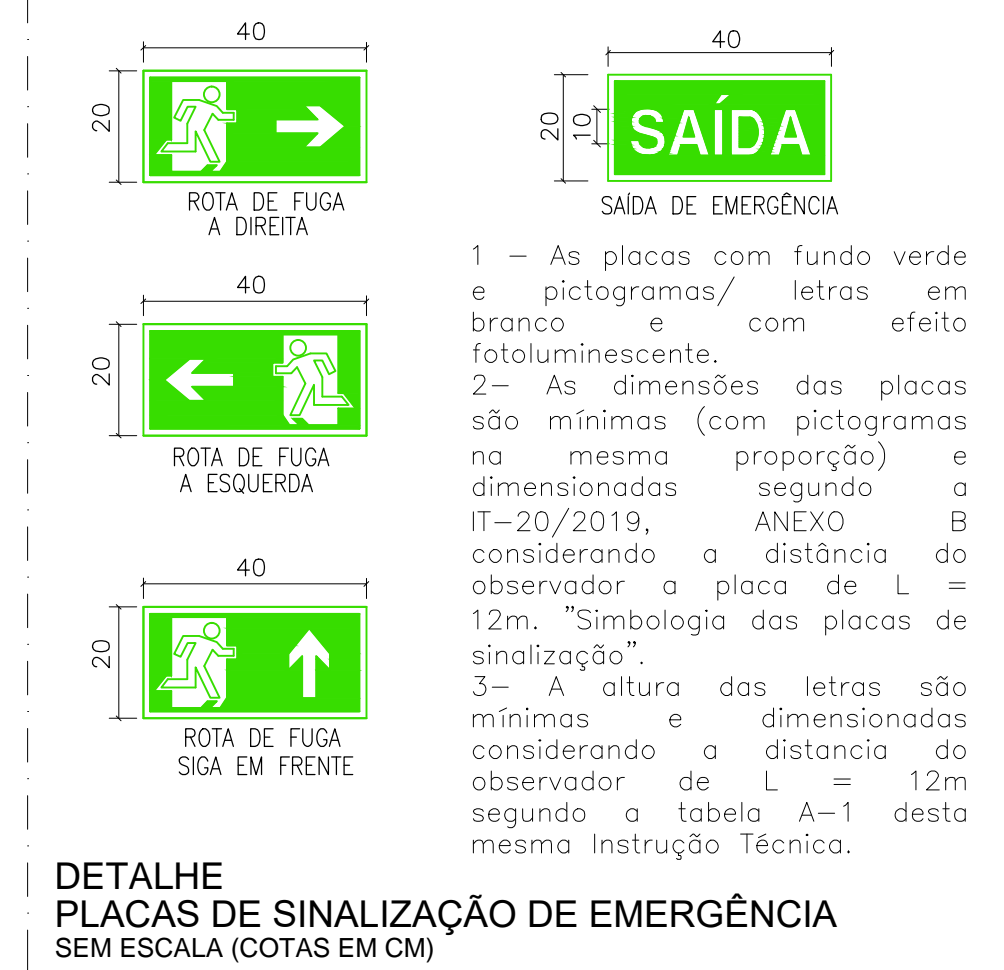 40
20
ROTA DE FUGA
A DIREITA
40
20
ROTA DE FUGA
A ESQUERDA
40
20
ROTA DE FUGA
SIGA EM FRENTE
40
20
10
SAÍDA
SAÍDA DE EMERGÊNCIA
1 – As placas com fundo verde
e pictogramas/ letras em
branco e com efeito
fotoluminescente.
2– As dimensões das placas
são mínimas (com pictogramas
na mesma proporção) e
dimensionadas segundo a
IT–20/2019, ANEXO B
considerando a distância do
observador a placa de L =
12m. "Simbologia das placas de
sinalização".
3– A altura das letras são
mínimas e dimensionadas
considerando a distancia do
observador de L = 12m
segundo a tabela A–1 desta
mesma Instrução Técnica.
DETALHE
PLACAS DE SINALIZAÇÃO DE EMERGÊNCIA
SEM ESCALA (COTAS EM CM)